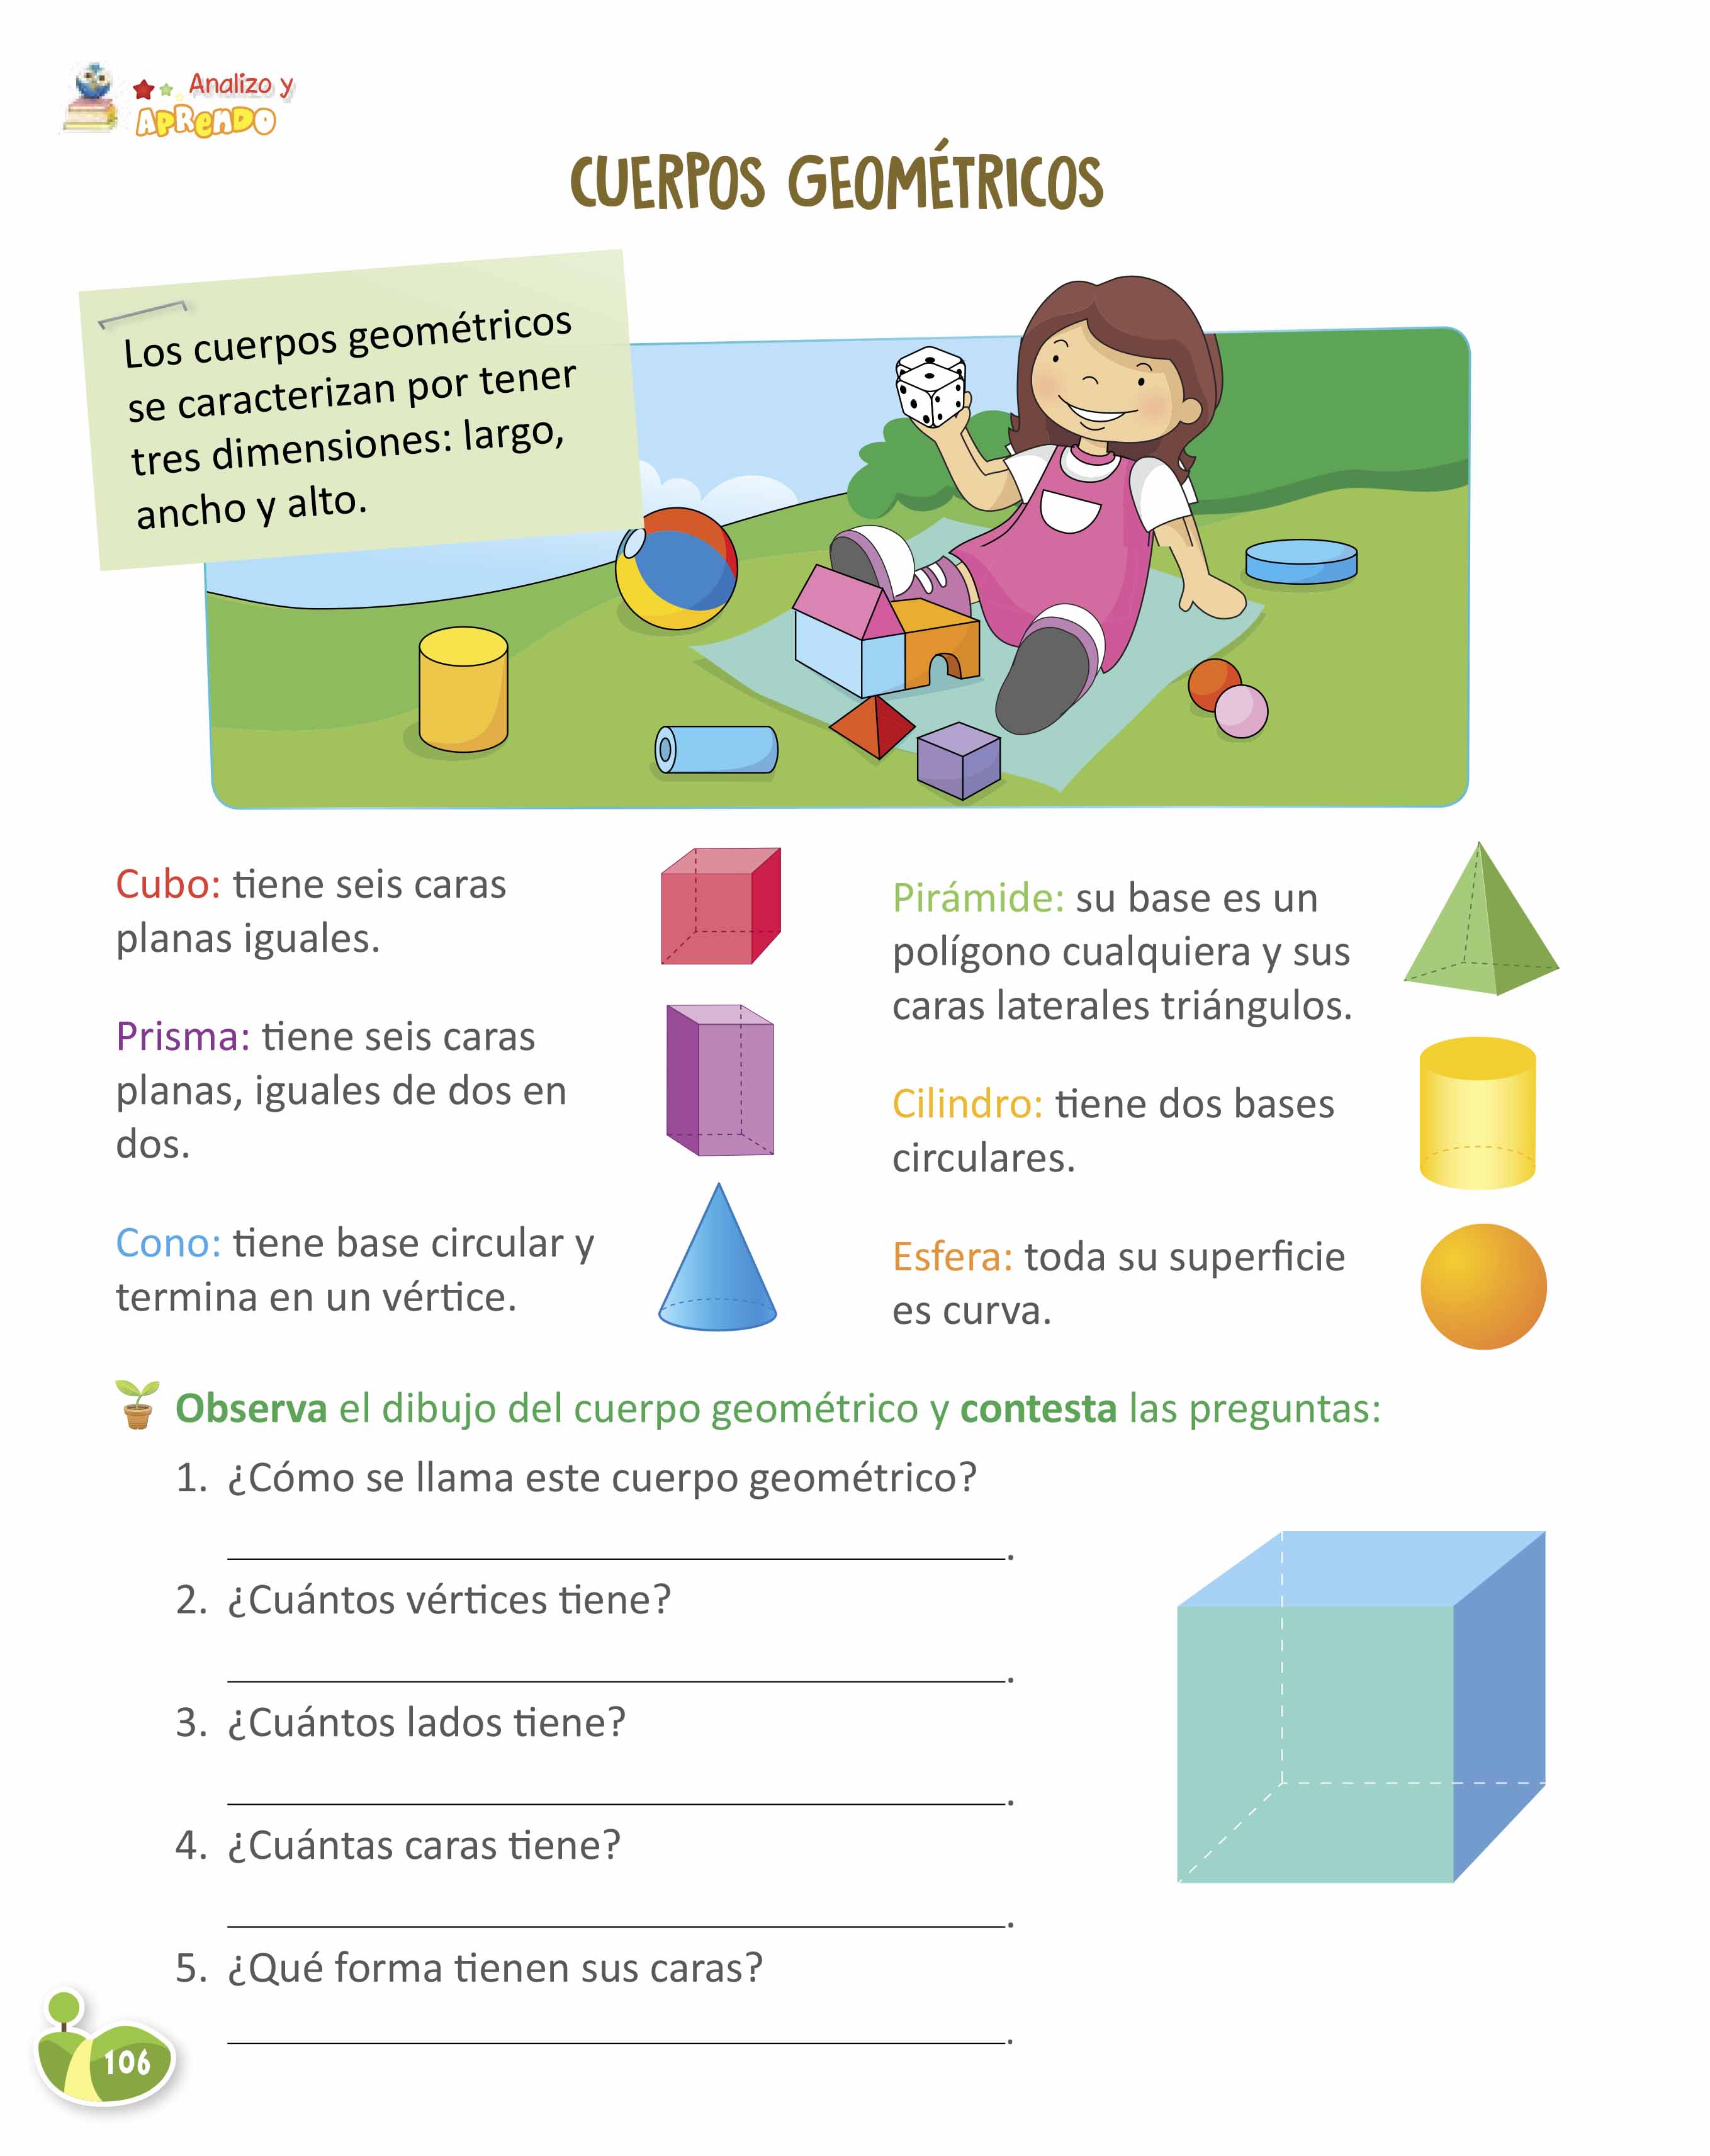 Analizo y
APRENDO
CUERPOS GEOMÉTRICOS
Los cuerpos geométricos
se caracterizan por tener
tres dimensiones: largo,
ancho y alto.
Cubo: tiene seis caras
planas iguales.
Prisma: tiene seis caras
planas, iguales de dos en
dos.
Cono: tiene base circular y
termina en un vértice.
Pirámide: su base es un
polígono cualquiera y sus
caras laterales triángulos.
Cilindro: tiene dos bases
circulares.
Esfera: toda su superficie
es curva.
Observa el dibujo del cuerpo geométrico y contesta las preguntas:
1. ¿Cómo se llama este cuerpo geométrico?
2. ¿Cuántos vértices tiene?
3. ¿Cuántos lados tiene?
4. ¿Cuántas caras tiene?
5. ¿Qué forma tienen sus caras?
106